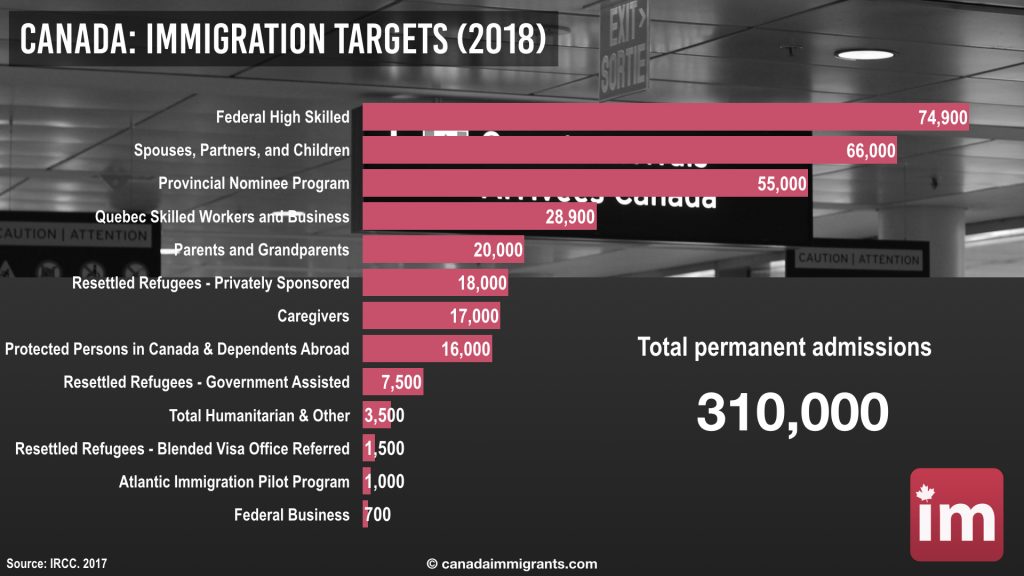 CANADA: IMMIGRATION TARGETS (2018)
EXIT
SORTIE
Federal High Skilled 74,900
Spouses, Partners, and Children 66,000
Provincial Nominee Program 55,000
Canada
Quebec Skilled Workers and Business 28,900
CAUTION | ATTENTION
Parents and Grandparents 20,000
CAUTION | ATTENTION
Resettled Refugees - Privately Sponsored 18,000
Caregivers 17,000
Protected Persons in Canada & Dependents Abroad 16,000
Resettled Refugees - Government Assisted 7,500
Total Humanitarian & Other 3,500
Resettled Refugees - Blended Visa Office Referred 1,500
Atlantic Immigration Pilot Program 1,000
Federal Business 700
Total permanent admissions
310,000
im
Source: IRCC. 2017
© canadaimmigrants.com